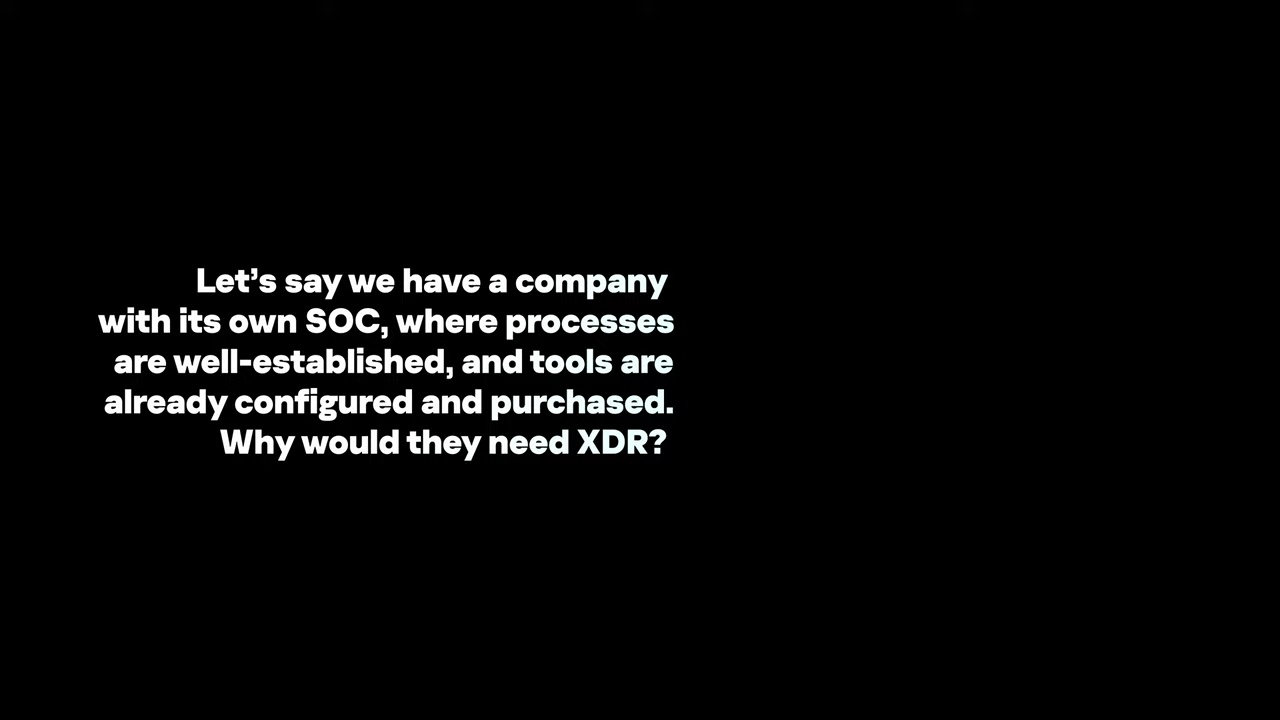 Let’s say we have a company
with its own SOC, where processes
are well-established, and tools are
already configured and purchased.
Why would they need XDR?